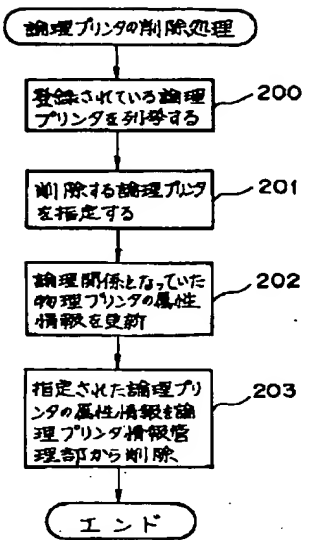 論理プリンタの削除処理
登録されている論理
プリンタを列挙する
200
削除する論理プリンタ
を指定する
201
論理関係となっていた
物理プリンタの属性
情報を更新
202
指定された論理プリ
ンタの属性情報を論
理プリンタ情報管
理部から削除
203
エンド